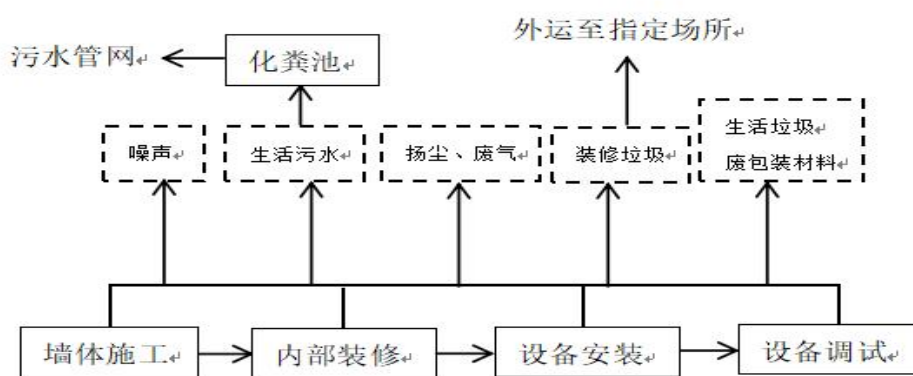 外运至指定场所
污水管网
化粪池
噪声
生活污水
扬尘、废气
装修垃圾
生活垃圾
废包装材料
墙体施工
内部装修
设备安装
设备调试